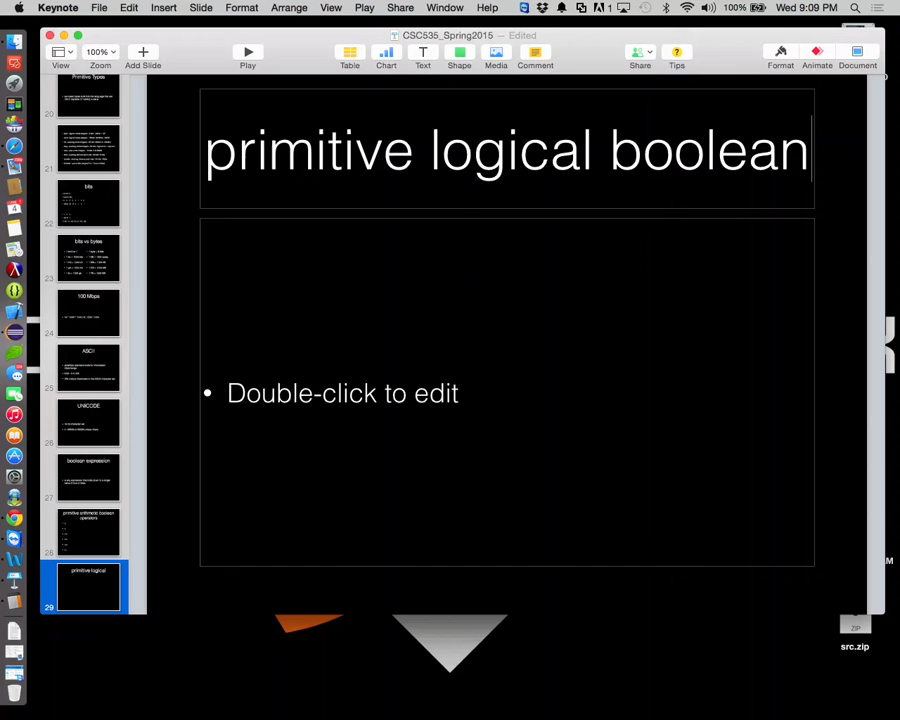 Keynote File Edit Insert Slide Format Arrange View Play Share Window Help 1 100% Wed 9:09 PM
CSC535_Spring2015 — Edited
100%
View Zoom Add Slide Play Table Chart Text Shape Media Comment Share Tips Format Animate Document
Primitive Types
20
21
bits
22
bits vs bytes
23
100 Mbps
24
ASCII
25
UNICODE
26
boolean expression
27
primitive arithmetic boolean
operators
28
primitive logical
29
primitive logical boolean
• Double-click to edit
ZIP
src.zip